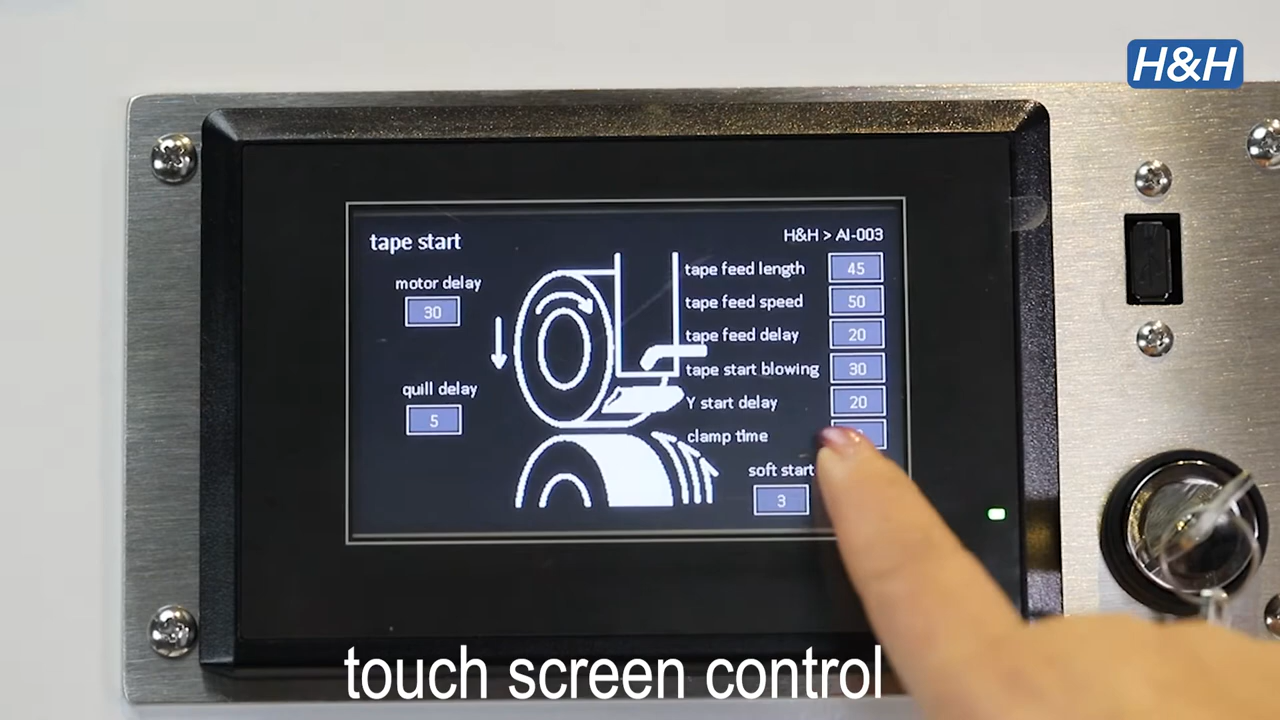 H&H
tape start
H&H > AI-003
motor delay
30
quill delay
5
tape feed length
45
tape feed speed
50
tape feed delay
20
tape start blowing
30
Y start delay
20
clamp time
soft start
3
touch screen control